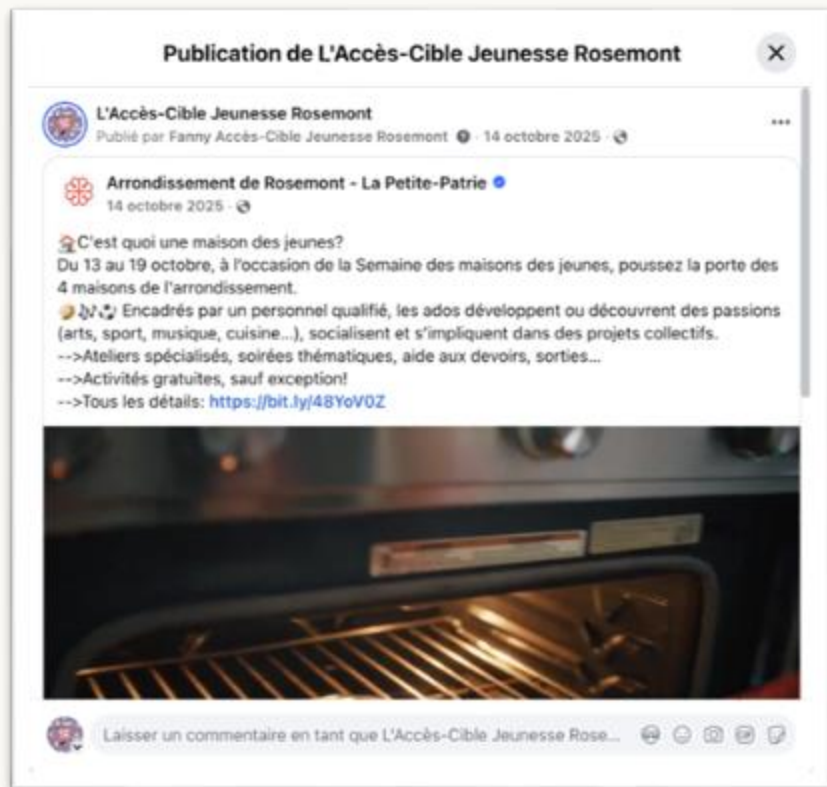 Publication de L'Accès-Cible Jeunesse Rosemont
L'Accès-Cible Jeunesse Rosemont
Publié par Fanny Accès-Cible Jeunesse Rosemont · 14 octobre 2025 ·
Arrondissement de Rosemont - La Petite-Patrie
14 octobre 2025 ·
C'est quoi une maison des jeunes?
Du 13 au 19 octobre, à l'occasion de la Semaine des maisons des jeunes, poussez la porte des
4 maisons de l'arrondissement.
Encadrés par un personnel qualifié, les ados développent ou découvrent des passions
(arts, sport, musique, cuisine...), socialisent et s'impliquent dans des projets collectifs.
-->Ateliers spécialisés, soirées thématiques, aide aux devoirs, sorties...
-->Activités gratuites, sauf exception!
-->Tous les détails: https://bit.ly/48YoV0Z
Laisser un commentaire en tant que L'Accès-Cible Jeunesse Rose...